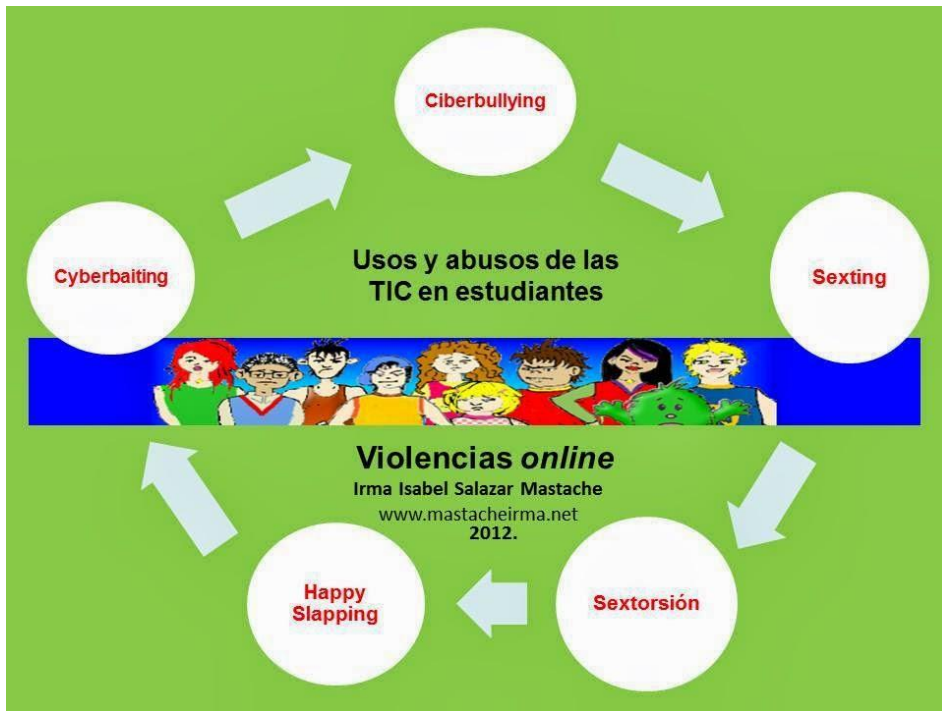 Ciberbullying
Sexting
Sextorsión
Happy
Slapping
Cyberbaiting
Usos y abusos de las
TIC en estudiantes
Violencias online
Irma Isabel Salazar Mastache
www.mastacheirma.net
2012.